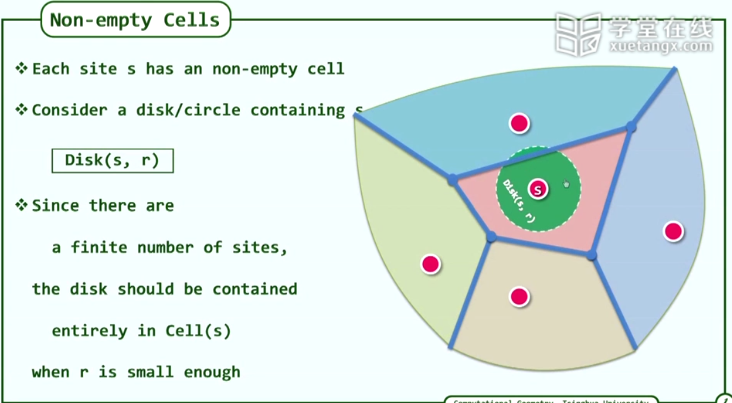 Non-empty Cells
学堂在线
xuetangx.com
❖Each site s has an non-empty cell
❖Consider a disk/circle containing s
Disk(s, r)
❖Since there are
a finite number of sites,
the disk should be contained
entirely in Cell(s)
when r is small enough
Disk(s, r)
s
Computational Geometry, Tsinghua University